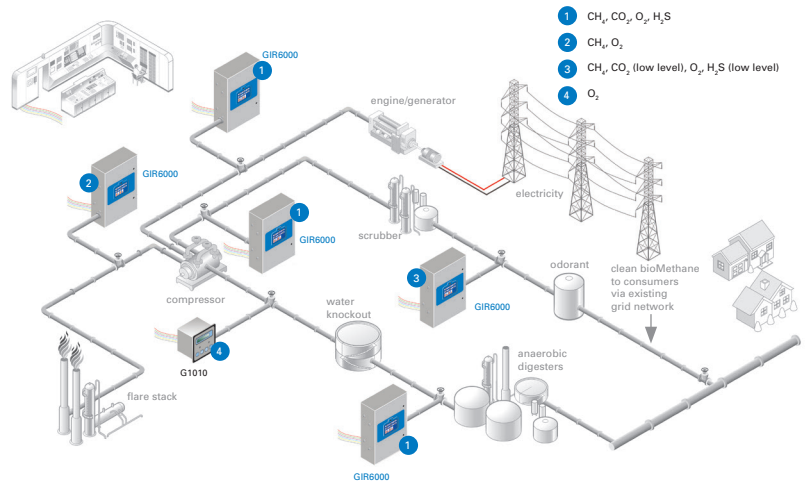 1 CH₄, CO₂, O₂, H₂S
2 CH₄, O₂
3 CH₄, CO₂ (low level), O₂, H₂S (low level)
4 O₂
GIR6000
1
engine/generator
GIR6000
2
electricity
GIR6000
1
scrubber
GIR6000
3
odorant
clean bioMethane
to consumers
via existing
grid network
compressor
water
knockout
G1010
4
anaerobic
digesters
flare stack
GIR6000
1